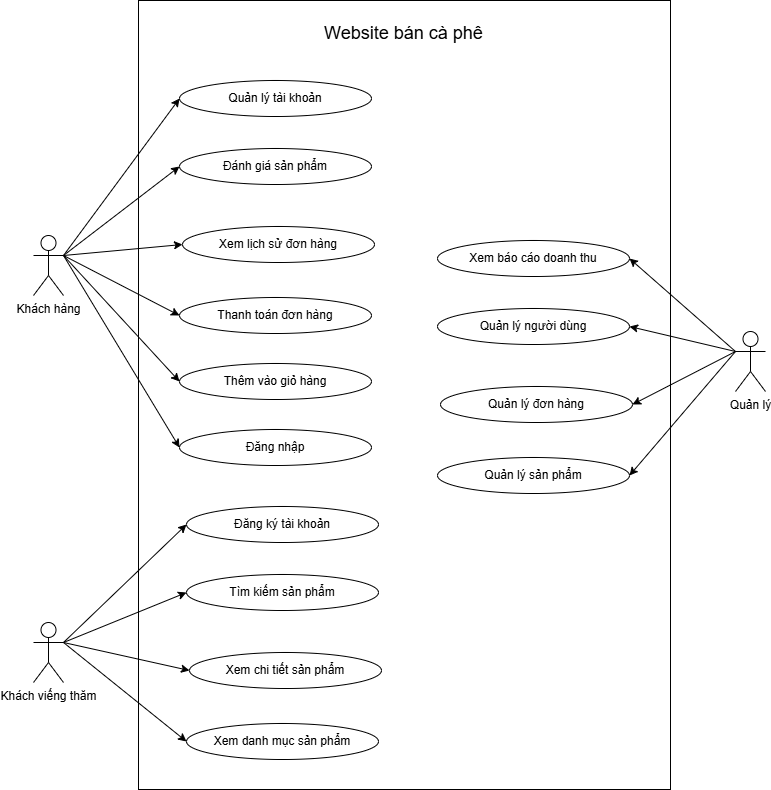 Website bán cà phê
Quản lý tài khoản
Đánh giá sản phẩm
Xem lịch sử đơn hàng
Khách hàng
Thanh toán đơn hàng
Thêm vào giỏ hàng
Đăng nhập
Xem báo cáo doanh thu
Quản lý người dùng
Quản lý đơn hàng
Quản lý
Quản lý sản phẩm
Đăng ký tài khoản
Tìm kiếm sản phẩm
Xem chi tiết sản phẩm
Khách viếng thăm
Xem danh mục sản phẩm